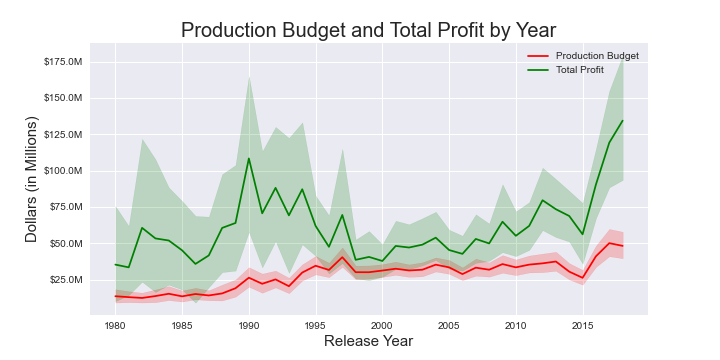 Production Budget and Total Profit by Year
Production Budget
Total Profit
$175.0M
$150.0M
$125.0M
$100.0M
$75.0M
$50.0M
$25.0M
Dollars (in Millions)
1980 1985 1990 1995 2000 2005 2010 2015
Release Year